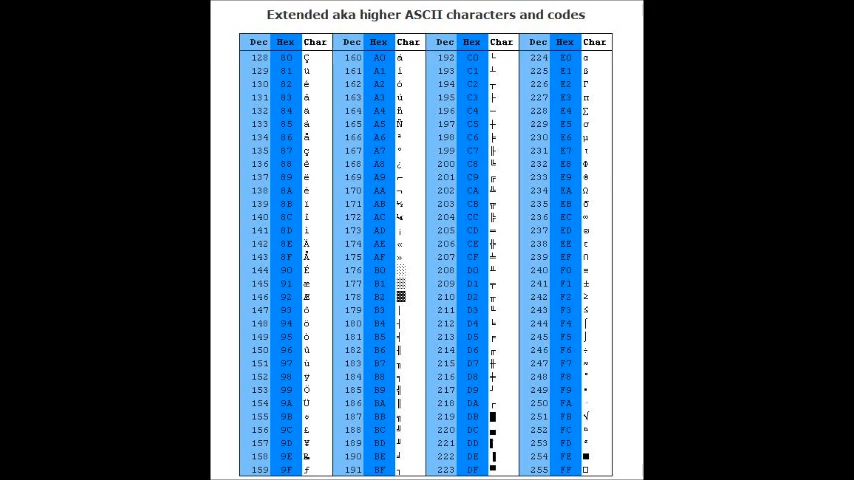 Extended aka higher ASCII characters and codes
Dec Hex Char Dec Hex Char Dec Hex Char Dec Hex Char
128 80 Ç 160 A0 á 192 C0 └ 224 E0 α
129 81 ü 161 A1 í 193 C1 ┴ 225 E1 ß
130 82 é 162 A2 ó 194 C2 ┬ 226 E2 Γ
131 83 â 163 A3 ú 195 C3 ├ 227 E3 π
132 84 ä 164 A4 ñ 196 C4 ─ 228 E4 Σ
133 85 à 165 A5 Ñ 197 C5 ┼ 229 E5 σ
134 86 å 166 A6 ª 198 C6 ╞ 230 E6 µ
135 87 ç 167 A7 º 199 C7 ╟ 231 E7 τ
136 88 ê 168 A8 ¿ 200 C8 ╚ 232 E8 Φ
137 89 ë 169 A9 ⌐ 201 C9 ╔ 233 E9 Θ
138 8A è 170 AA ¬ 202 CA ╩ 234 EA Ω
139 8B ï 171 AB ½ 203 CB ╦ 235 EB δ
140 8C î 172 AC ¼ 204 CC ╠ 236 EC ∞
141 8D ì 173 AD ¡ 205 CD ═ 237 ED ø
142 8E Ä 174 AE « 206 CE ╬ 238 EE ε
143 8F Å 175 AF » 207 CF ╧ 239 EF ∩
144 90 É 176 B0 ░ 208 D0 ╨ 240 F0 ≡
145 91 æ 177 B1 ▒ 209 D1 ╤ 241 F1 ±
146 92 Æ 178 B2 ▓ 210 D2 ╥ 242 F2 ≥
147 93 ô 179 B3 │ 211 D3 ╙ 243 F3 ≤
148 94 ö 180 B4 ┤ 212 D4 ╘ 244 F4 ⌠
149 95 ò 181 B5 ╡ 213 D5 ╒ 245 F5 ⌡
150 96 û 182 B6 ╢ 214 D6 ╓ 246 F6 ÷
151 97 ù 183 B7 ╖ 215 D7 ╫ 247 F7 ≈
152 98 ÿ 184 B8 ╕ 216 D8 ╪ 248 F8 °
153 99 Ö 185 B9 ╣ 217 D9 ┘ 249 F9 •
154 9A Ü 186 BA ║ 218 DA ┌ 250 FA ·
155 9B ¢ 187 BB ╗ 219 DB █ 251 FB √
156 9C £ 188 BC ╝ 220 DC ▄ 252 FC ⁿ
157 9D ¥ 189 BD ╜ 221 DD ▌ 253 FD ²
158 9E ₧ 190 BE ╛ 222 DE ▐ 254 FE ■
159 9F ƒ 191 BF ┐ 223 DF ▀ 255 FF □